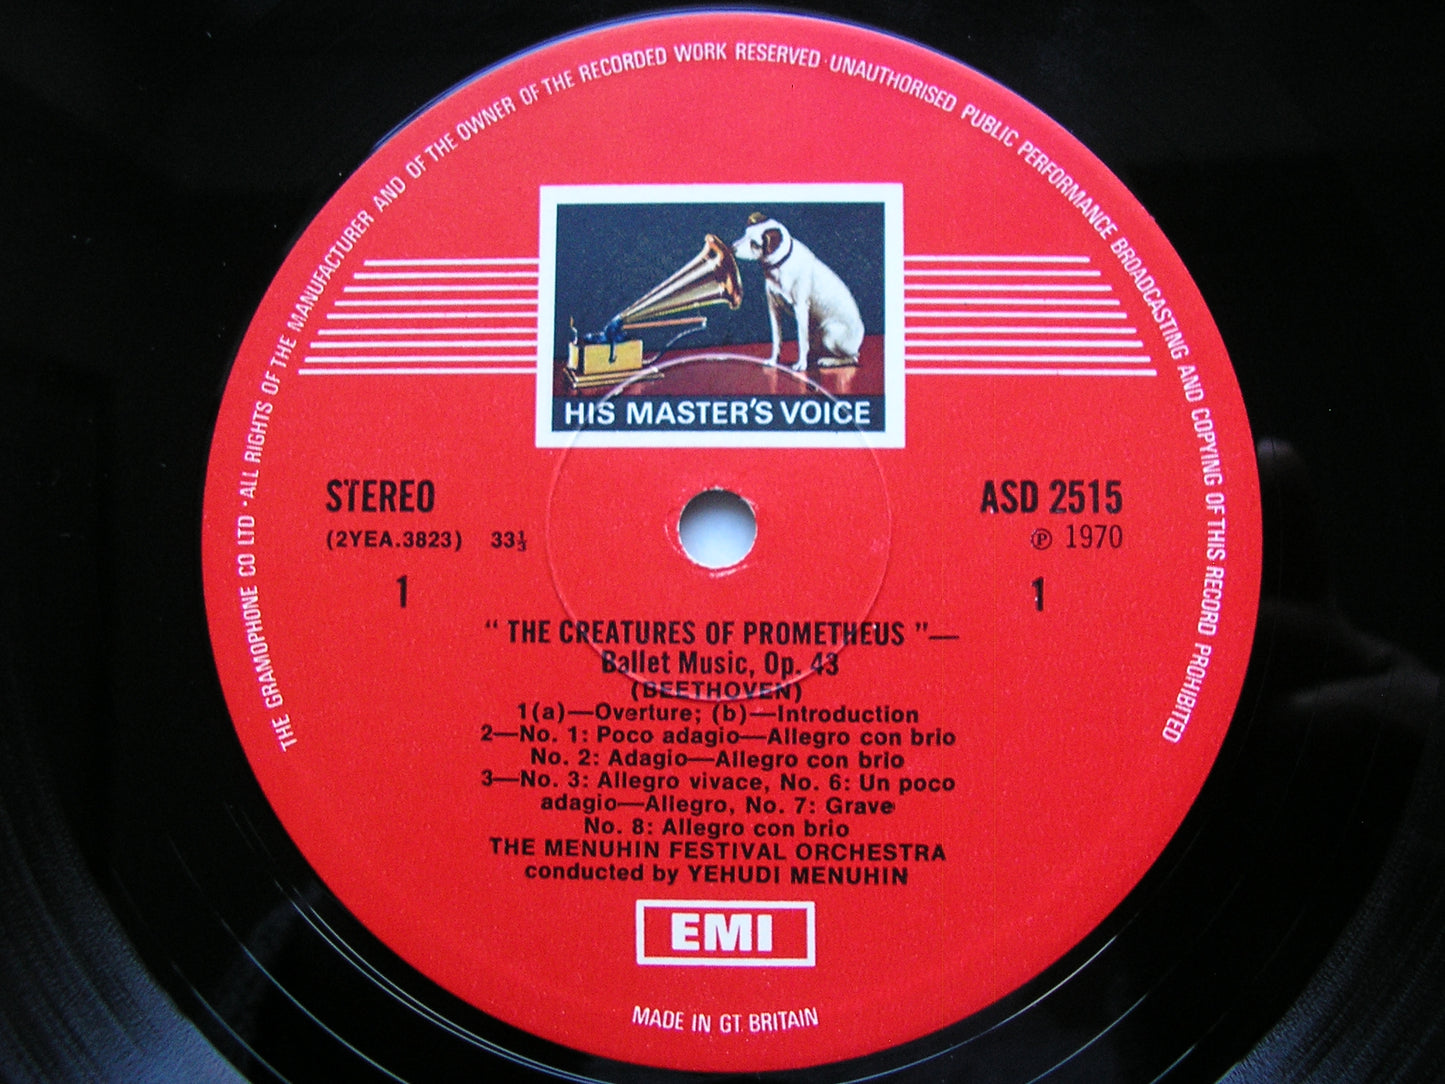 THE GRAMOPHONE CO LTD · ALL RIGHTS OF THE MANUFACTURER AND OF THE OWNER OF THE RECORDED WORK RESERVED · UNAUTHORISED PUBLIC PERFORMANCE BROADCASTING AND COPYING OF THIS RECORD PROHIBITED
HIS MASTER'S VOICE
STEREO
(2YEA.3823) 33⅓
1
ASD 2515
℗ 1970
1
" THE CREATURES OF PROMETHEUS "—
Ballet Music, Op. 43
(BEETHOVEN)
1(a)—Overture; (b)—Introduction
2—No. 1: Poco adagio—Allegro con brio
No. 2: Adagio—Allegro con brio
3—No. 3: Allegro vivace, No. 6: Un poco
adagio—Allegro, No. 7: Grave
No. 8: Allegro con brio
THE MENUHIN FESTIVAL ORCHESTRA
conducted by YEHUDI MENUHIN
EMI
MADE IN GT. BRITAIN